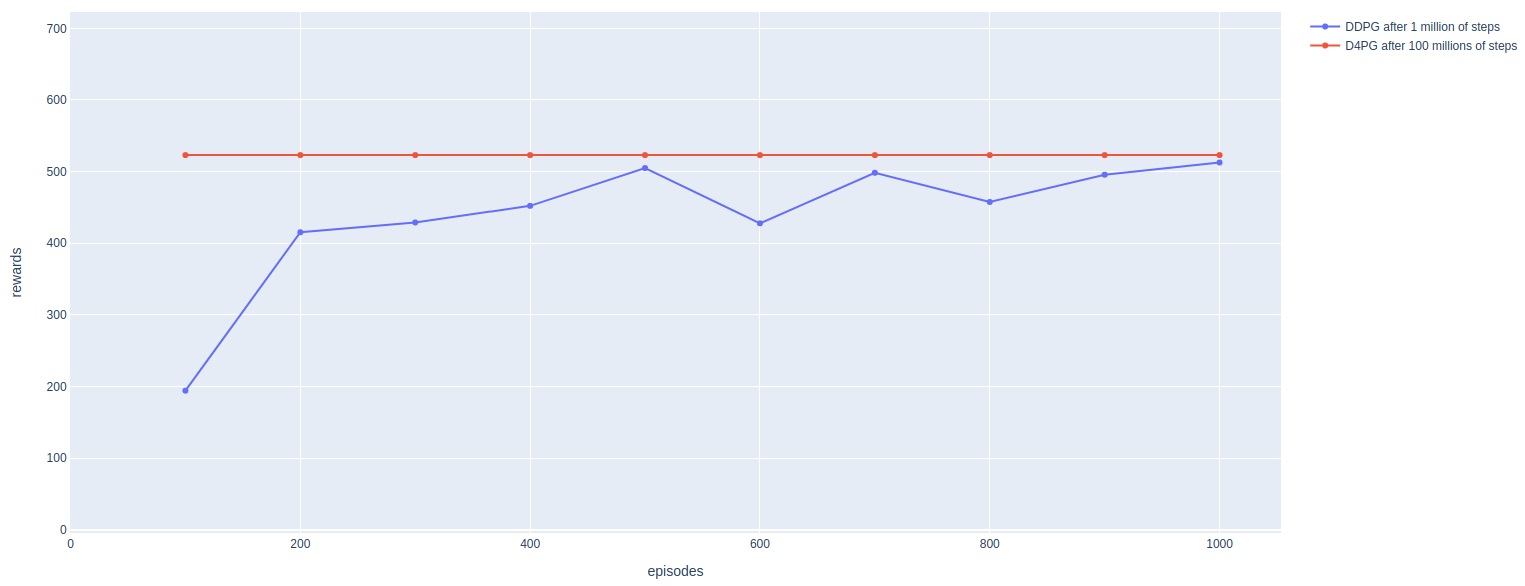 700
600
500
400
300
200
100
0
0 200 400 600 800 1000
rewards
episodes
DDPG after 1 million of steps
D4PG after 100 millions of steps